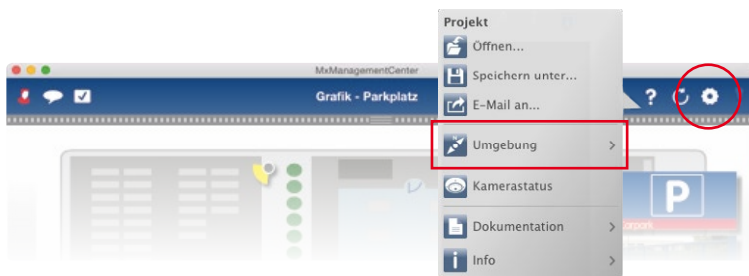 Projekt
Öffnen...
Speichern unter...
E-Mail an...
Umgebung
Kamerastatus
Dokumentation
Info
MxManagementCenter
Grafik - Parkplatz
?
P